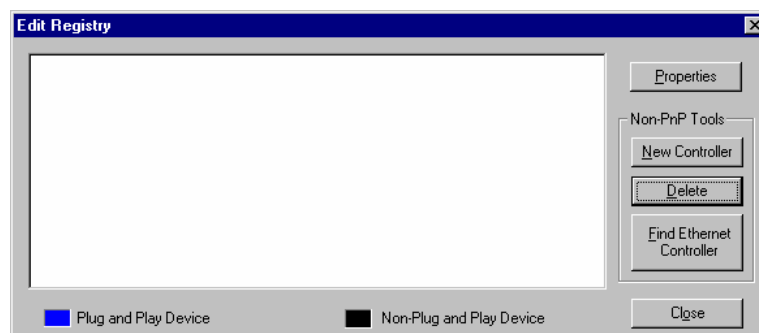 Edit Registry
Properties
Non-PnP Tools
New Controller
Delete
Find Ethernet
Controller
Plug and Play Device
Non-Plug and Play Device
Close